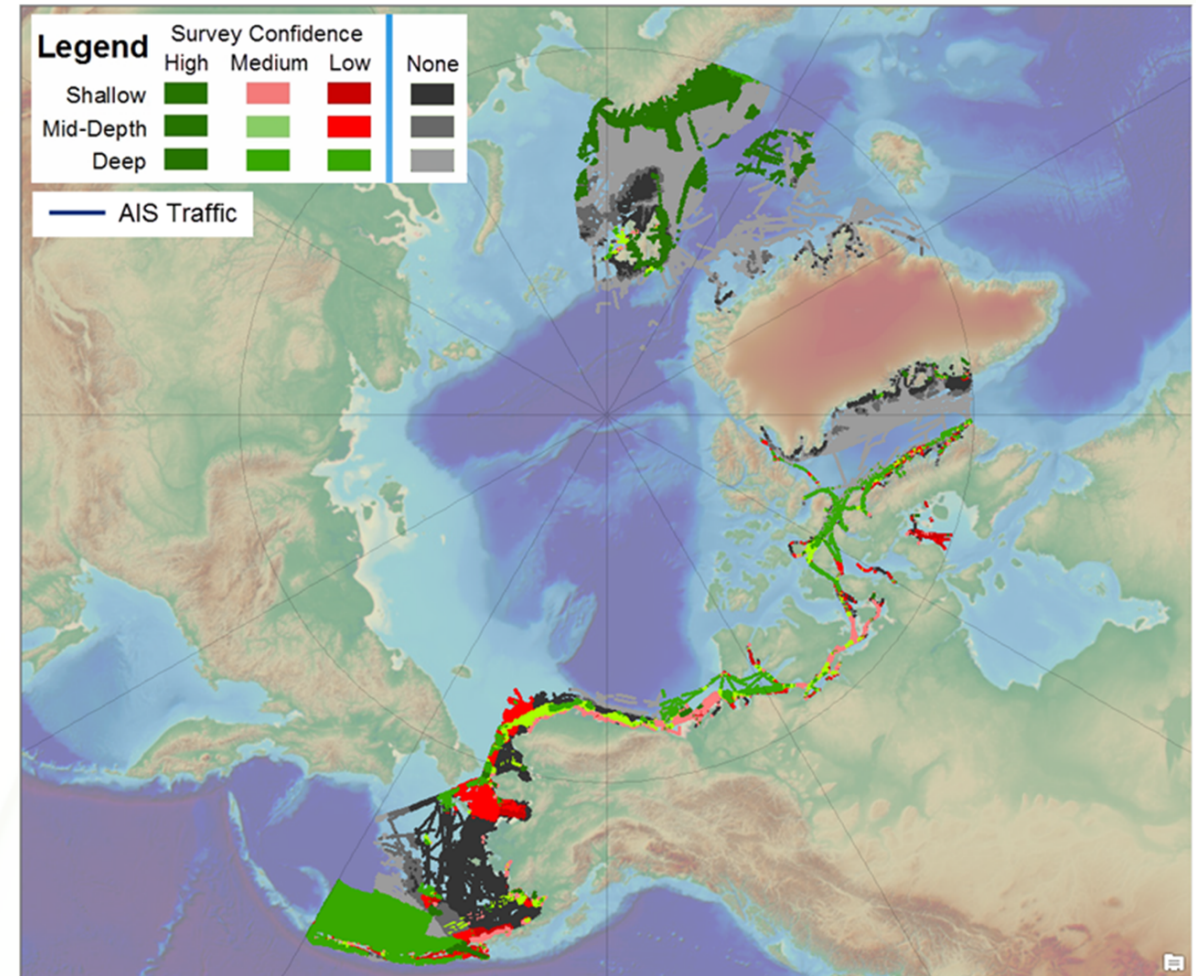 Legend
Survey Confidence
High Medium Low None
Shallow
Mid-Depth
Deep
AIS Traffic